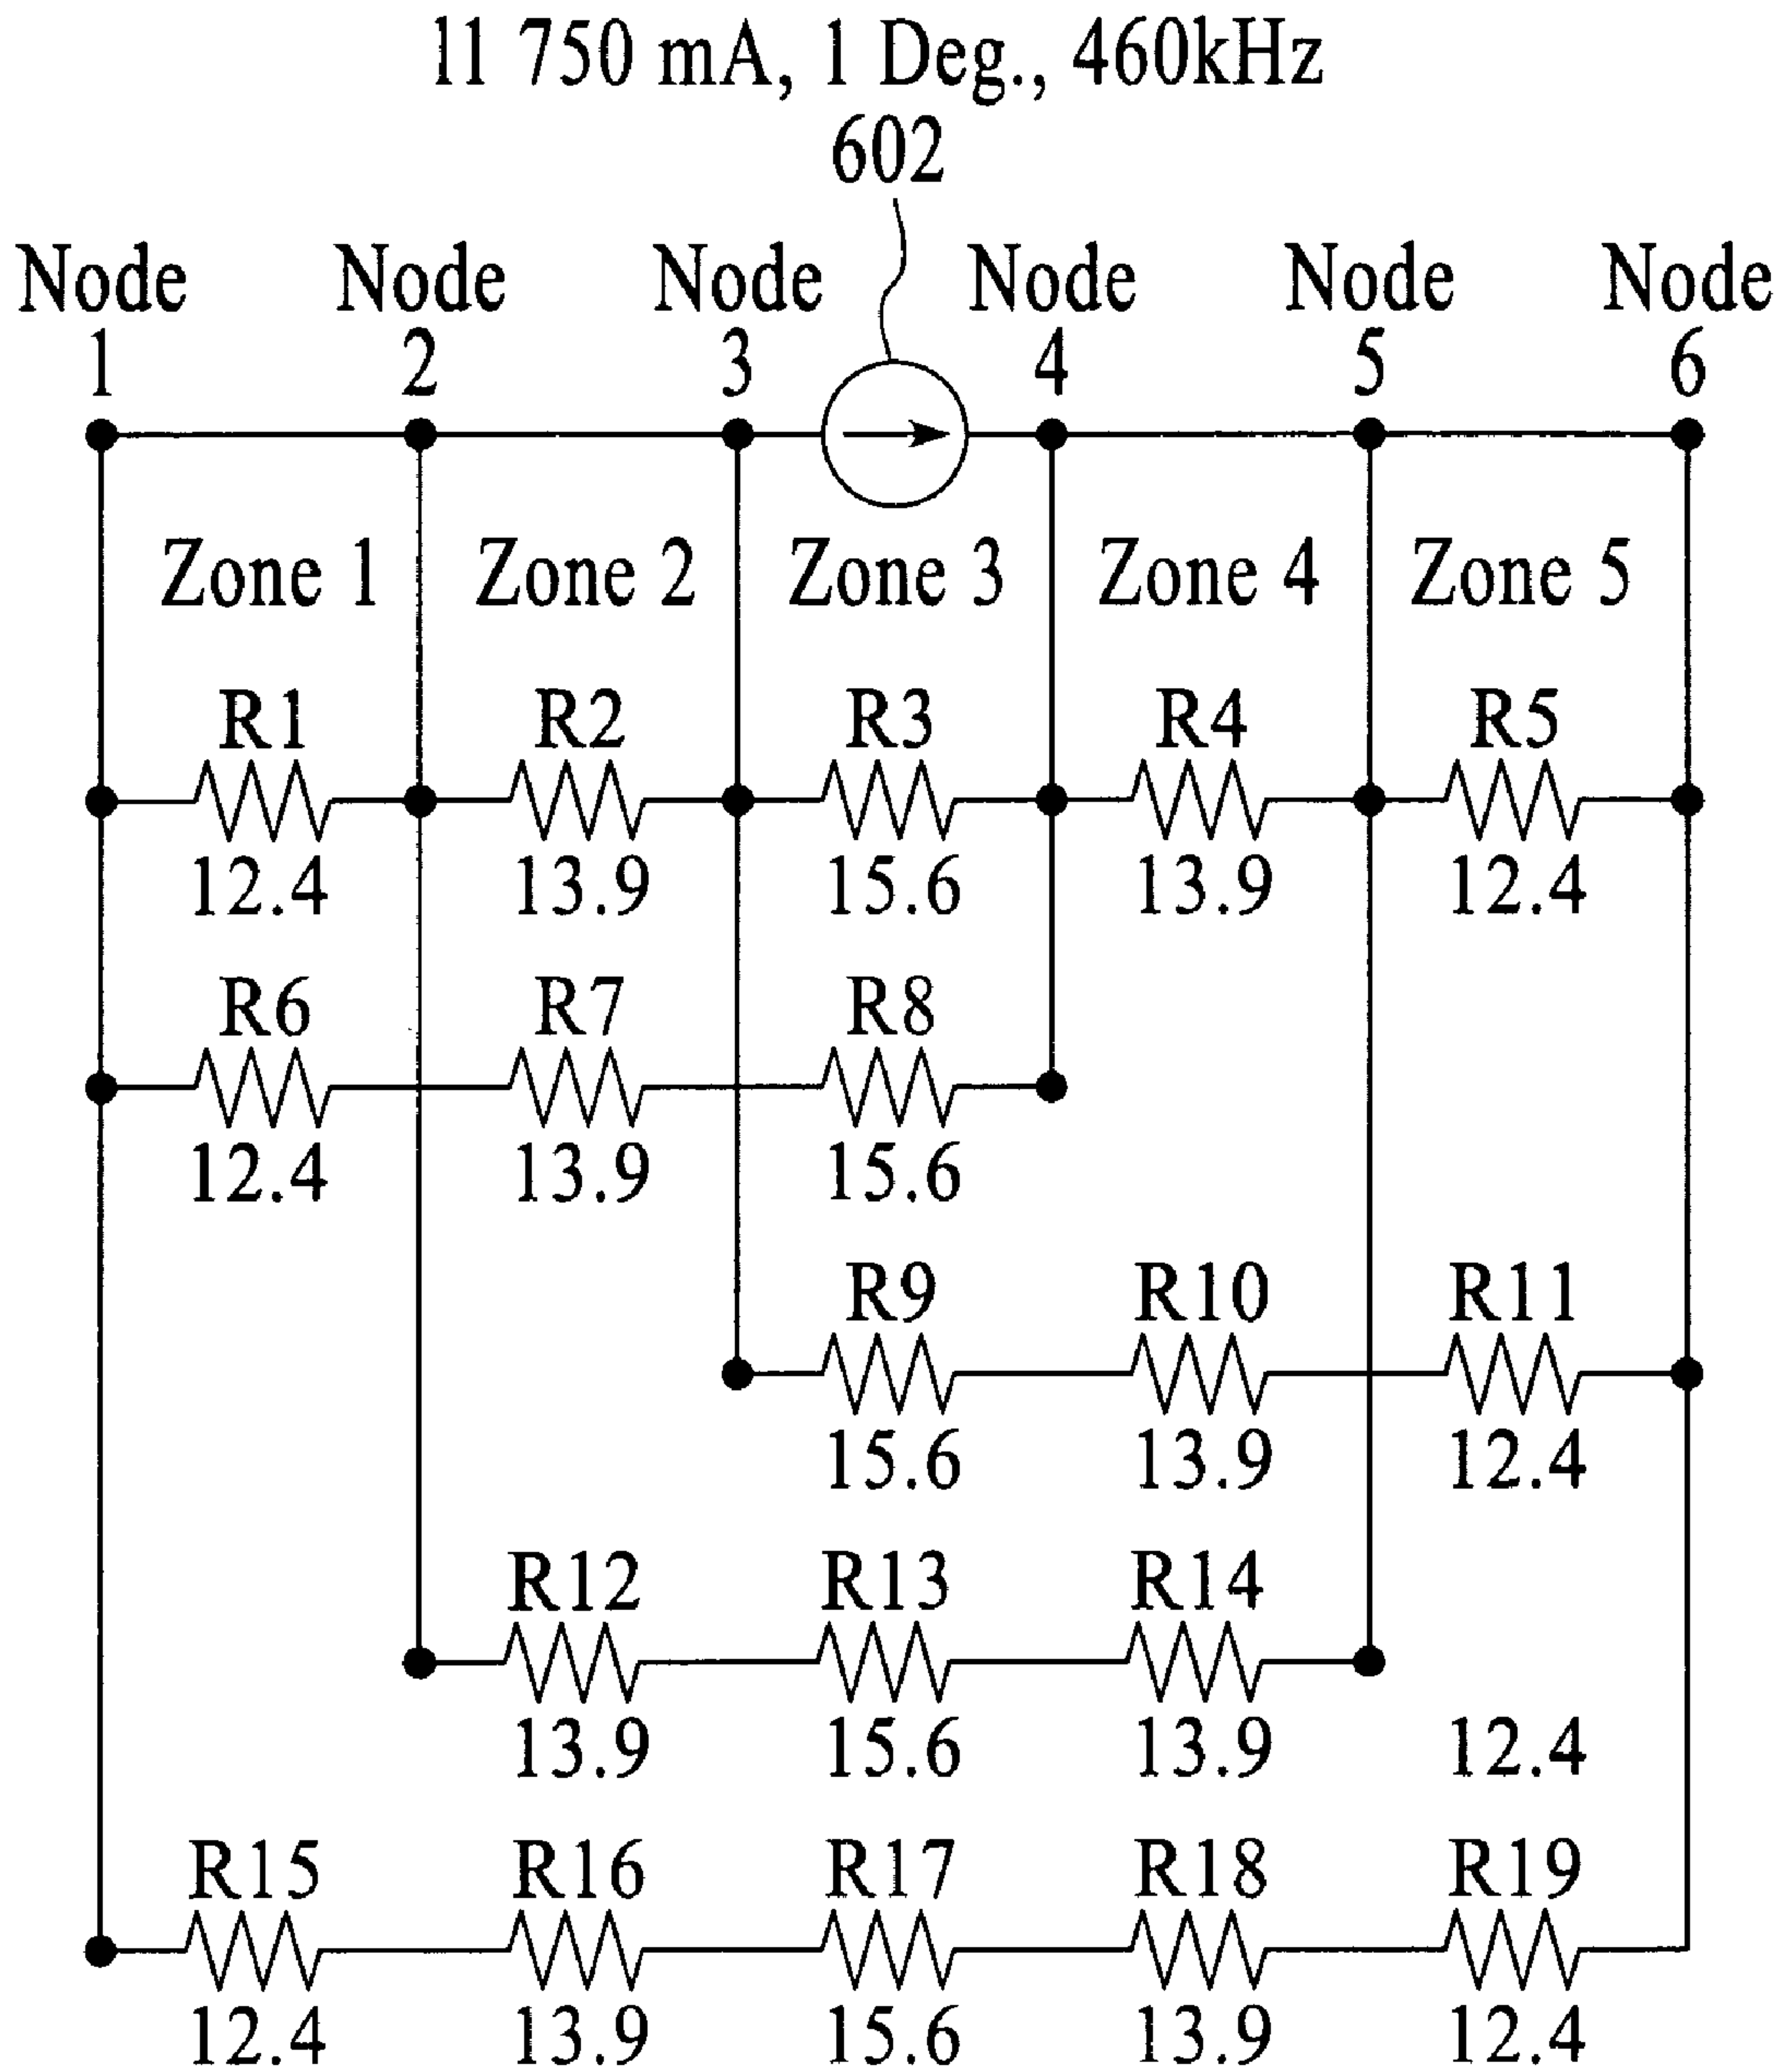 11 750 mA, 1 Deg., 460kHz
602
Node Node Node Node Node Node
1 2 3 4 5 6
Zone 1 Zone 2 Zone 3 Zone 4 Zone 5
R1 R2 R3 R4 R5
12.4 13.9 15.6 13.9 12.4
R6 R7 R8
12.4 13.9 15.6
R9 R10 R11
15.6 13.9 12.4
R12 R13 R14
13.9 15.6 13.9 12.4
R15 R16 R17 R18 R19
12.4 13.9 15.6 13.9 12.4